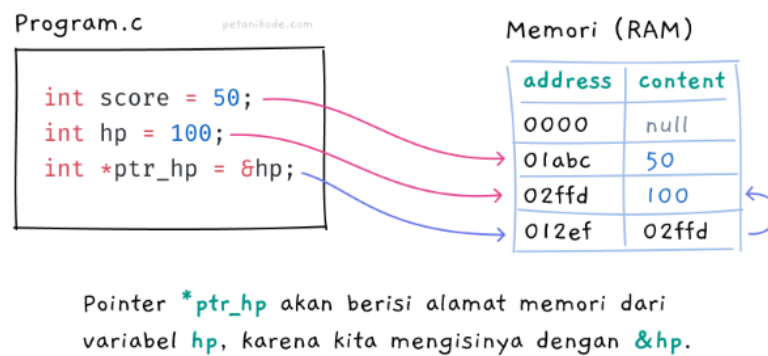 Program.c
petanikode.com
int score = 50;
int hp = 100;
int *ptr_hp = &hp;
Memori (RAM)
address content
0000 null
01abc 50
02ffd 100
012ef 02ffd
Pointer *ptr_hp akan berisi alamat memori dari
variabel hp, karena kita mengisinya dengan &hp.